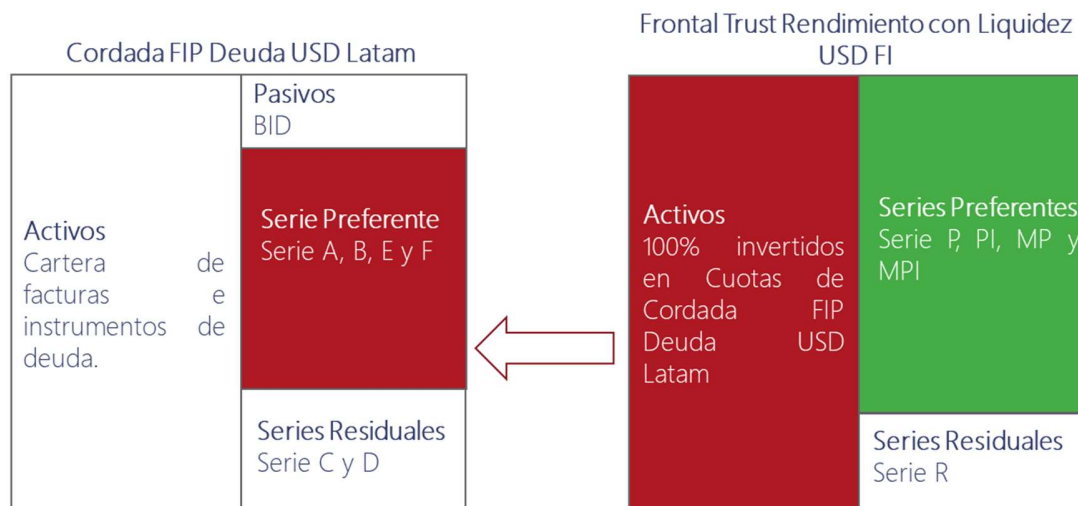 Cordada FIP Deuda USD Latam
Activos
Cartera de
facturas e
instrumentos de
deuda.
Pasivos
BID
Serie Preferente
Serie A, B, E y F
Series Residuales
Serie C y D
Frontal Trust Rendimiento con Liquidez
USD FI
Activos
100% invertidos
en Cuotas de
Cordada FIP
Deuda USD
Latam
Series Preferentes
Serie P, PI, MP y
MPI
Series Residuales
Serie R